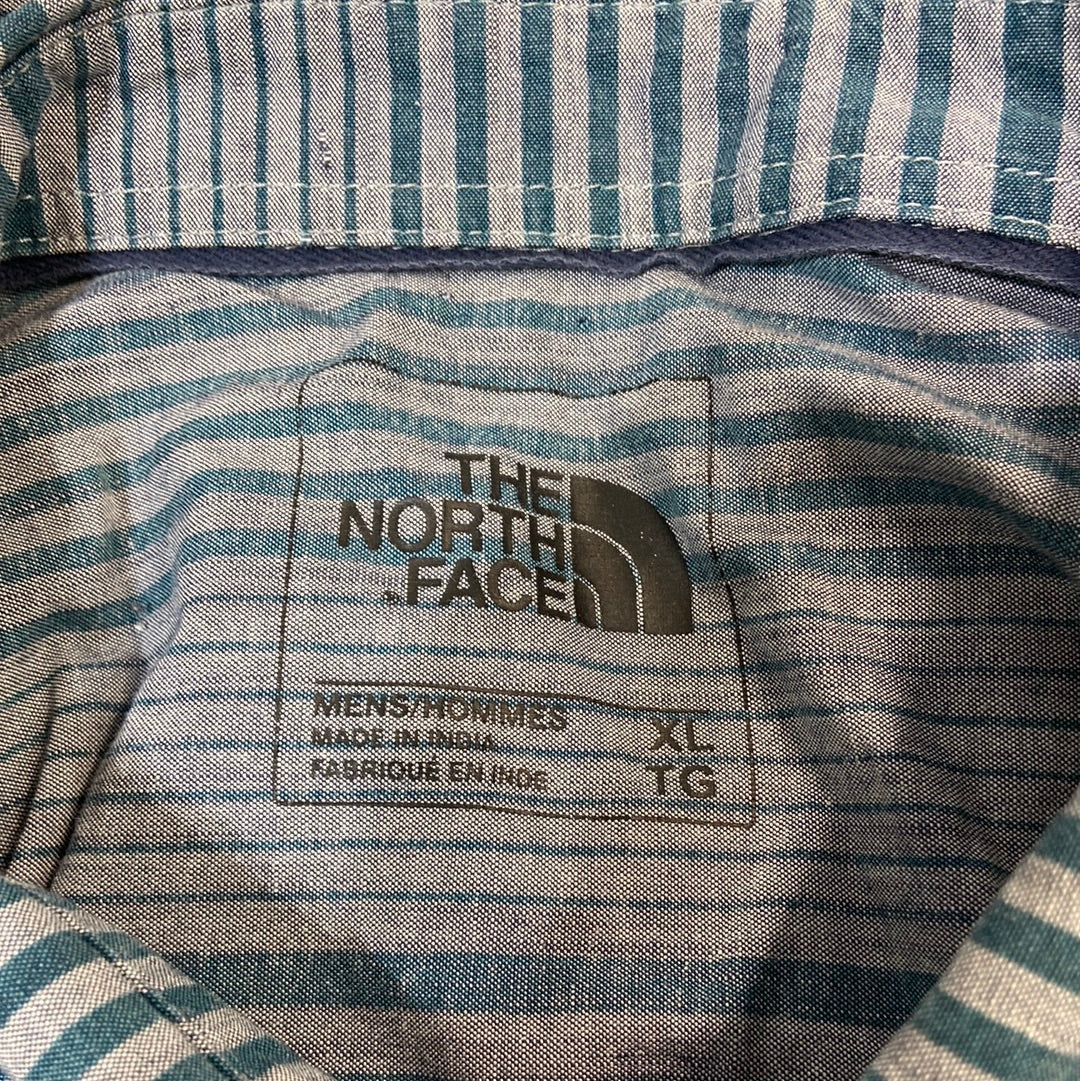 THE
NORTH
FACE
MENS/HOMMES XL
MADE IN INDIA TG
FABRIQUÉ EN INDE